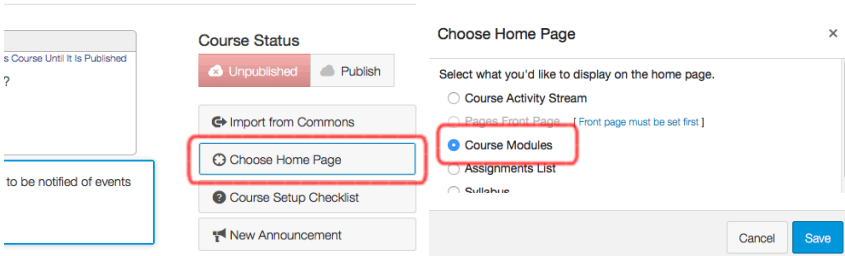 s Course Until It Is Published
?
to be notified of events
Course Status
Unpublished
Publish
Import from Commons
Choose Home Page
Course Setup Checklist
New Announcement
Choose Home Page
×
Select what you'd like to display on the home page.
Course Activity Stream
Pages Front Page [ Front page must be set first ]
Course Modules
Assignments List
Syllabus
Cancel
Save